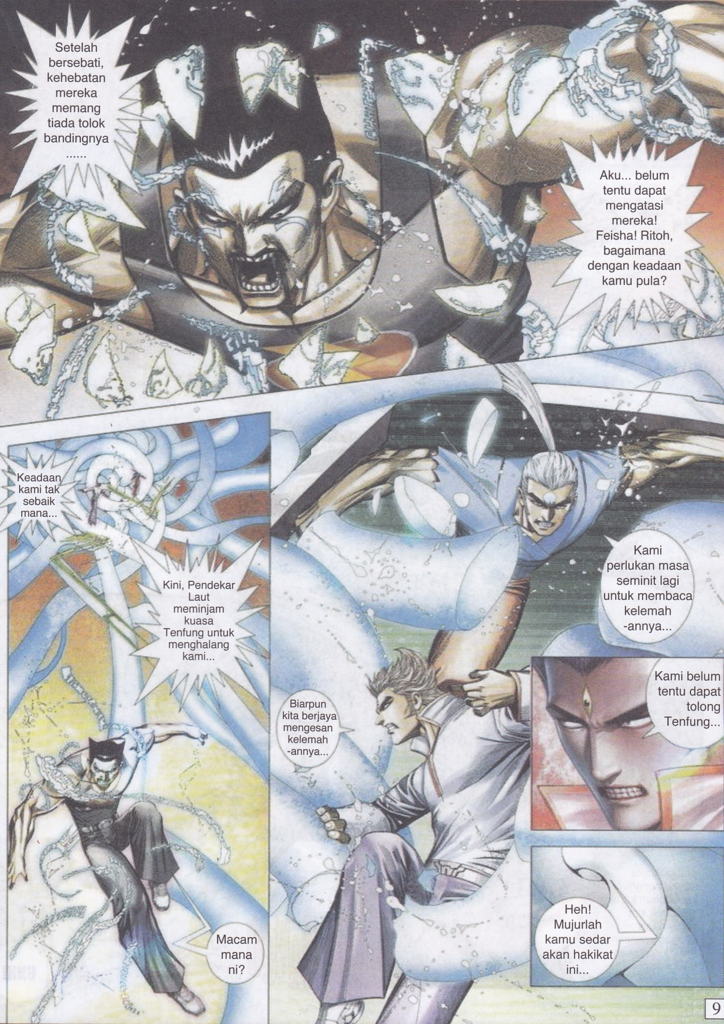 Setelah
bersebati,
kehebatan
mereka
memang
tiada tolok
bandingnya
......
Aku... belum
tentu dapat
mengatasi
mereka!
Feisha! Ritoh,
bagaimana
dengan keadaan
kamu pula?
Keadaan
kami tak
sebaik
mana...
Kini, Pendekar
Laut
meminjam
kuasa
Tenfung untuk
menghalang
kami...
Macam
mana
ni?
Kami
perlukan masa
seminit lagi
untuk membaca
kelemah
-annya...
Biarpun
kita berjaya
mengesan
kelemah
-annya...
Kami belum
tentu dapat
tolong
Tenfung...
Heh!
Mujurlah
kamu sedar
akan hakikat
ini...
9